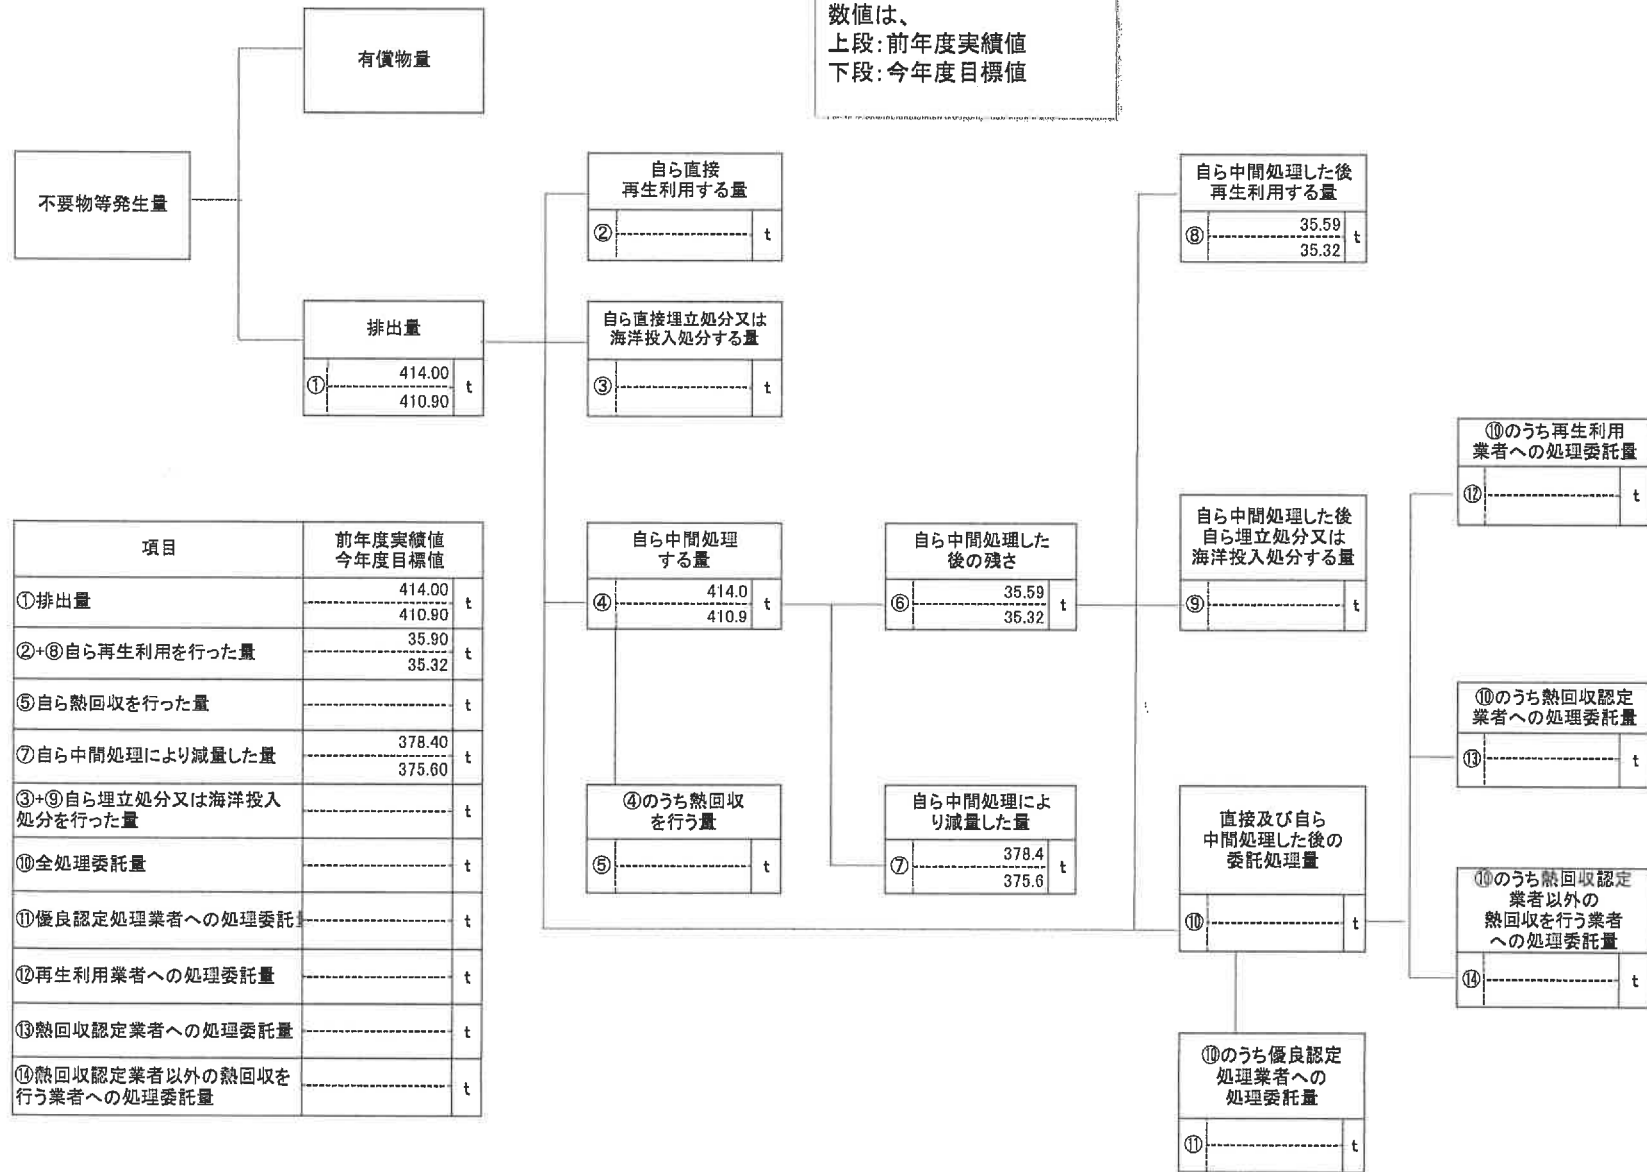 数値は、
上段:前年度実績値
下段:今年度目標値
有償物量
不要物等発生量
排出量
① 414.00 t
410.90
自ら直接
再生利用する量
② t
自ら直接埋立処分又は
海洋投入処分する量
③ t
自ら中間処理した後
再生利用する量
⑧ 35.59 t
35.32
自ら中間処理
する量
④ 414.0 t
410.9
自ら中間処理した
後の残さ
⑥ 35.59 t
35.32
自ら中間処理した後
自ら埋立処分又は
海洋投入処分する量
⑨ t
④のうち熱回収
を行う量
⑤ t
自ら中間処理によ
り減量した量
⑦ 378.4 t
375.6
直接及び自ら
中間処理した後の
委託処理量
⑩ t
⑩のうち再生利用
業者への処理委託量
⑫ t
⑩のうち熱回収認定
業者への処理委託量
⑬ t
⑩のうち熱回収認定
業者以外の
熱回収を行う業者
への処理委託量
⑭ t
⑩のうち優良認定
処理業者への
処理委託量
⑪ t
項目 前年度実績値
今年度目標値
①排出量 414.00 t
410.90
②+⑧自ら再生利用を行った量 35.90 t
35.32
⑤自ら熱回収を行った量 t
⑦自ら中間処理により減量した量 378.40 t
375.60
③+⑨自ら埋立処分又は海洋投入
処分を行った量 t
⑩全処理委託量 t
⑪優良認定処理業者への処理委託 t
⑫再生利用業者への処理委託量 t
⑬熱回収認定業者への処理委託量 t
⑭熱回収認定業者以外の熱回収を
行う業者への処理委託量 t